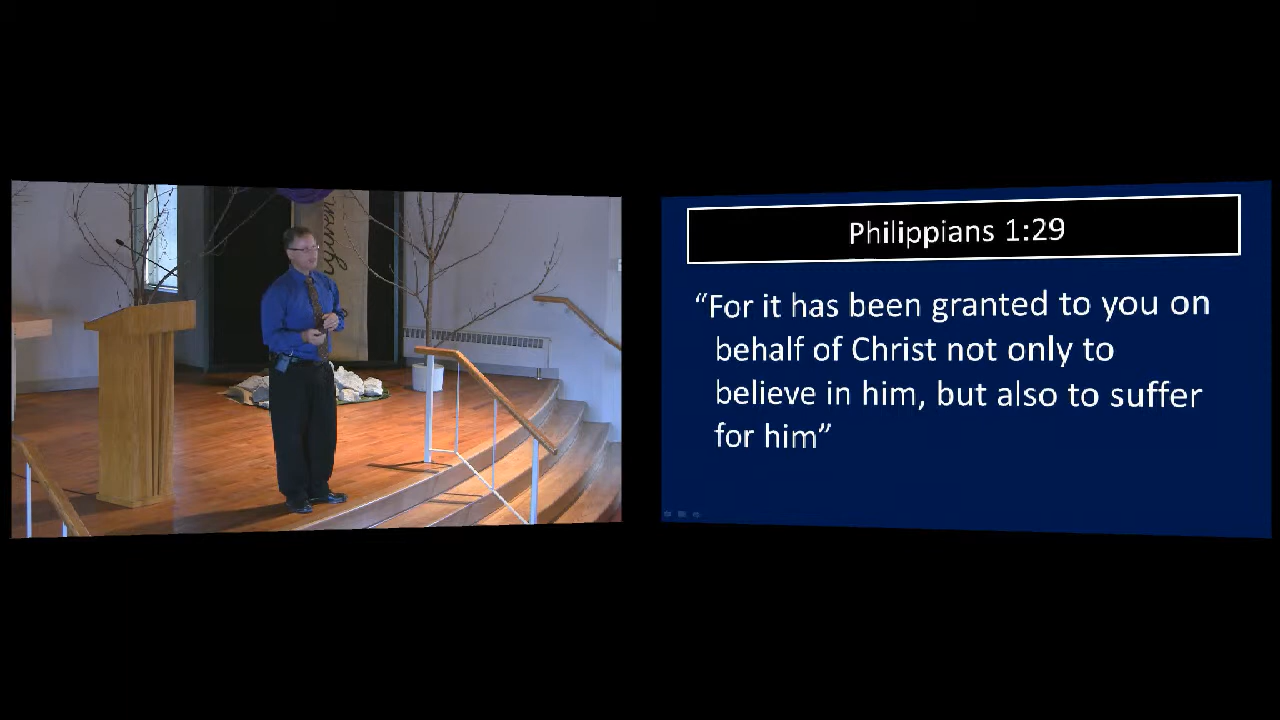 Philippians 1:29
“For it has been granted to you on
behalf of Christ not only to
believe in him, but also to suffer
for him”